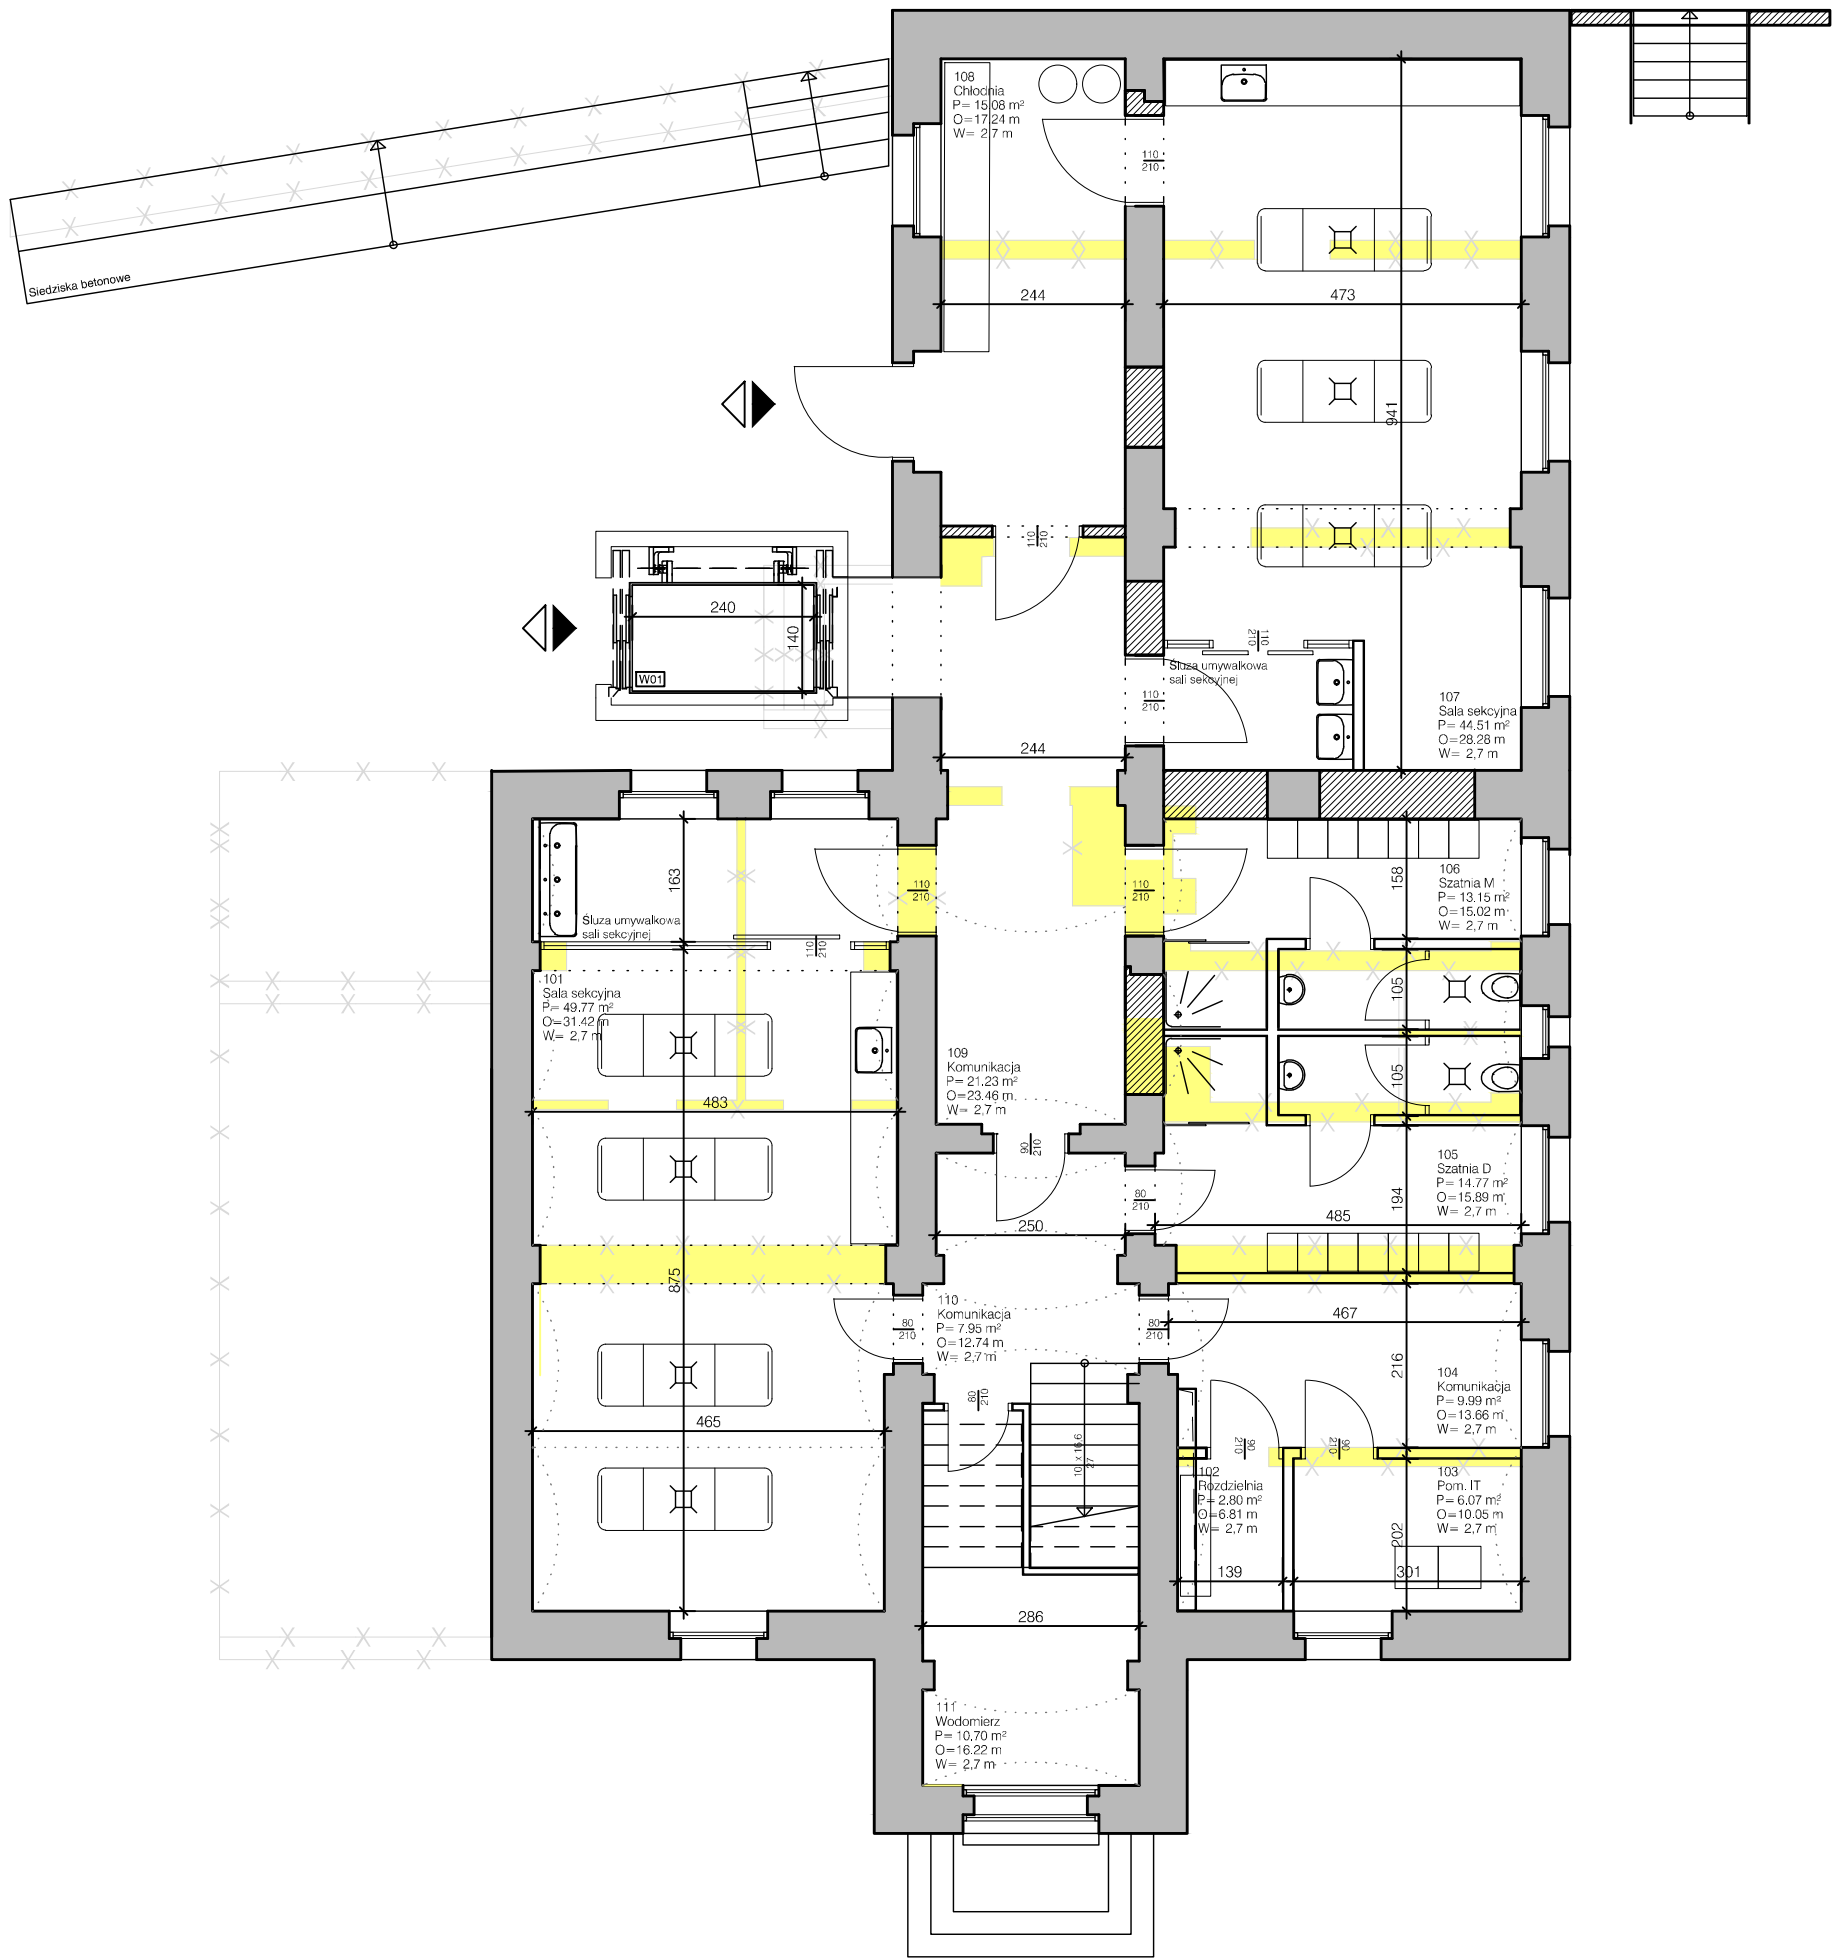 108
Chłodnia
P= 15.08 m²
O=17.24 m
W= 2,7 m
110
210
Siedziska betonowe
244
473
941
110
210
240
140
W01
110
210
Śluza umywalkowa
sali sekcyjnej
110
210
107
Sala sekcyjna
P= 44.51 m²
O=28.28 m
W= 2,7 m
244
163
110
210
110
210
158
106
Szatnia M
P= 13.15 m²
O=15.02 m
W= 2,7 m
Śluza umywalkowa
sali sekcyjnej
110
210
101
Sala sekcyjna
P= 49.77 m²
O=31.42 m
W= 2,7 m
105
109
Komunikacja
P= 21.23 m²
O=23.46 m
W= 2,7 m
105
483
90
210
105
Szatnia D
P= 14.77 m²
O=15.89 m
W= 2,7 m
80
210
194
250
485
875
110
Komunikacja
P= 7.95 m²
O=12.74 m
W= 2,7 m
80
210
80
210
467
216
104
Komunikacja
P= 9.99 m²
O=13.66 m
W= 2,7 m
80
210
465
10 x 16.6
27
90
210
90
210
102
Rozdzielnia
P= 2.80 m²
O=6.81 m
W= 2,7 m
103
Pom. IT
P= 6.07 m²
O=10.05 m
W= 2,7 m
202
139
301
286
111
Wodomierz
P= 10.70 m²
O=16.22 m
W= 2,7 m